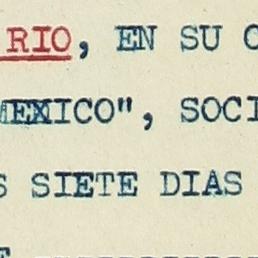 RIO, EN SU
MEXICO", SOCI
S SIETE DIAS